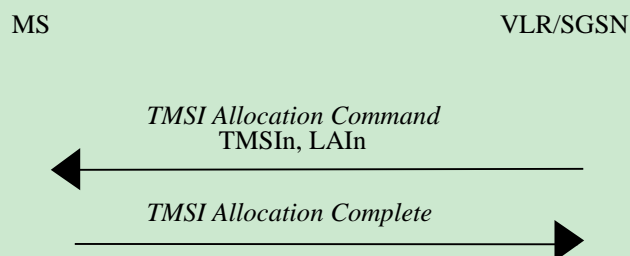 MS VLR/SGSN
TMSI Allocation Command
TMSIn, LAIn
TMSI Allocation Complete